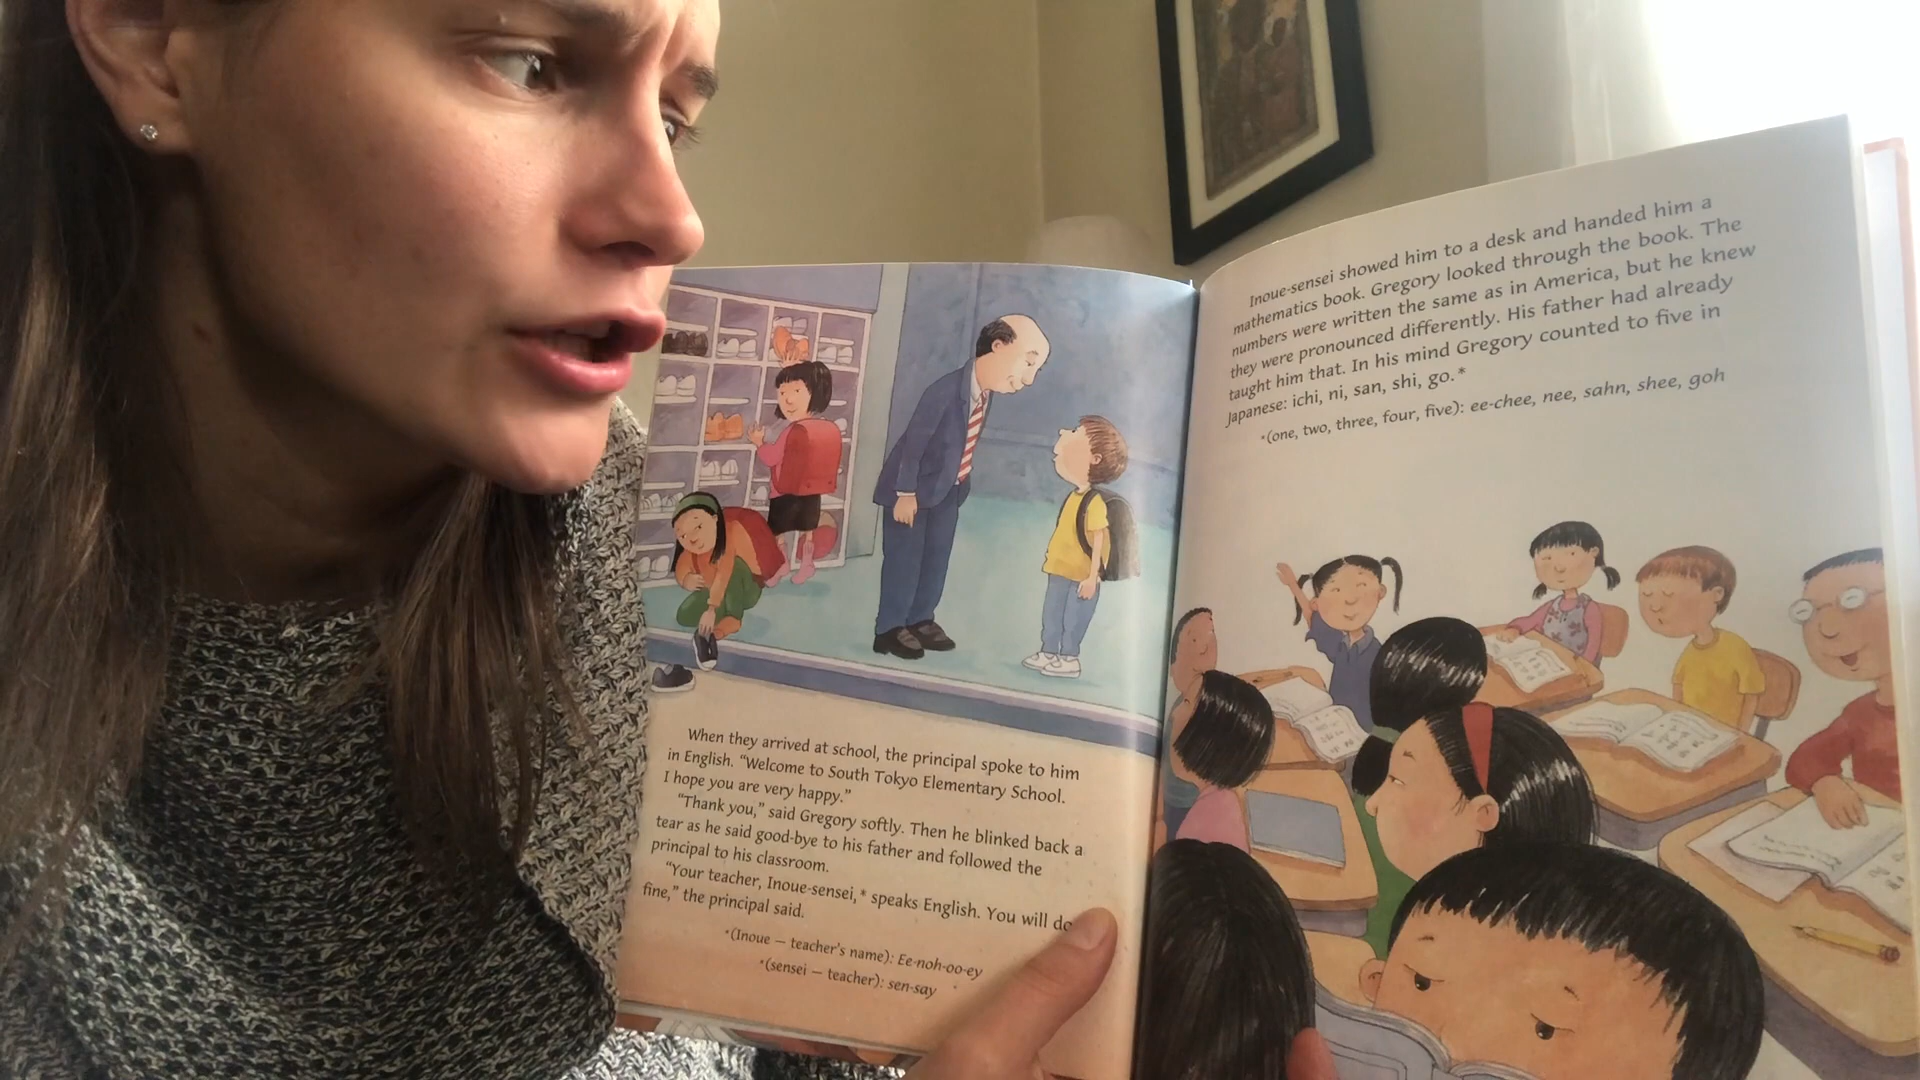 When they arrived at school, the principal spoke to him
in English. “Welcome to South Tokyo Elementary School.
I hope you are very happy.”
“Thank you,” said Gregory softly. Then he blinked back a
tear as he said good-bye to his father and followed the
principal to his classroom.
“Your teacher, Inoue-sensei,* speaks English. You will do
fine,” the principal said.
*(Inoue — teacher’s name): Ee-noh-oo-ey
*(sensei — teacher): sen-say
Inoue-sensei showed him to a desk and handed him a
mathematics book. Gregory looked through the book. The
numbers were written the same as in America, but he knew
they were pronounced differently. His father had already
taught him that. In his mind Gregory counted to five in
Japanese: ichi, ni, san, shi, go.*
*(one, two, three, four, five): ee-chee, nee, sahn, shee, goh